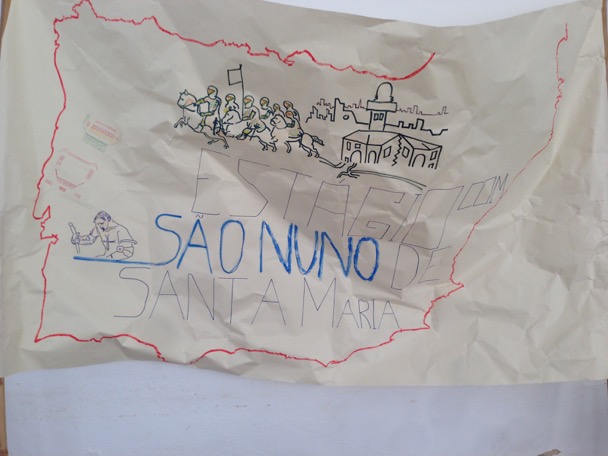 ESTÁGIO COM
SÃO NUNO DE
SANTA MARIA